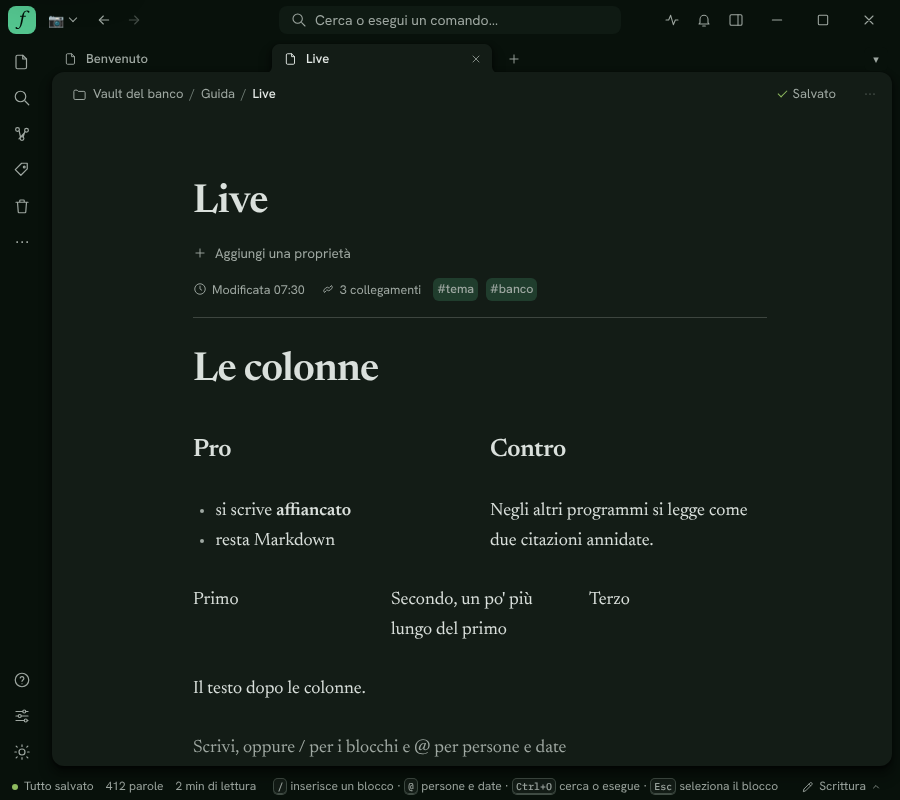 f
Cerca o esegui un comando...
Benvenuto
Live
Vault del banco / Guida / Live
Salvato
Live
Aggiungi una proprietà
Modificata 07:30
3 collegamenti
#tema
#banco
Le colonne
Pro
si scrive affiancato
resta Markdown
Contro
Negli altri programmi si legge come
due citazioni annidate.
Primo
Secondo, un po' più
lungo del primo
Terzo
Il testo dopo le colonne.
Scrivi, oppure / per i blocchi e @ per persone e date
Tutto salvato 412 parole 2 min di lettura / inserisce un blocco · @ persone e date · Ctrl+O cerca o esegue · Esc seleziona il blocco Scrittura